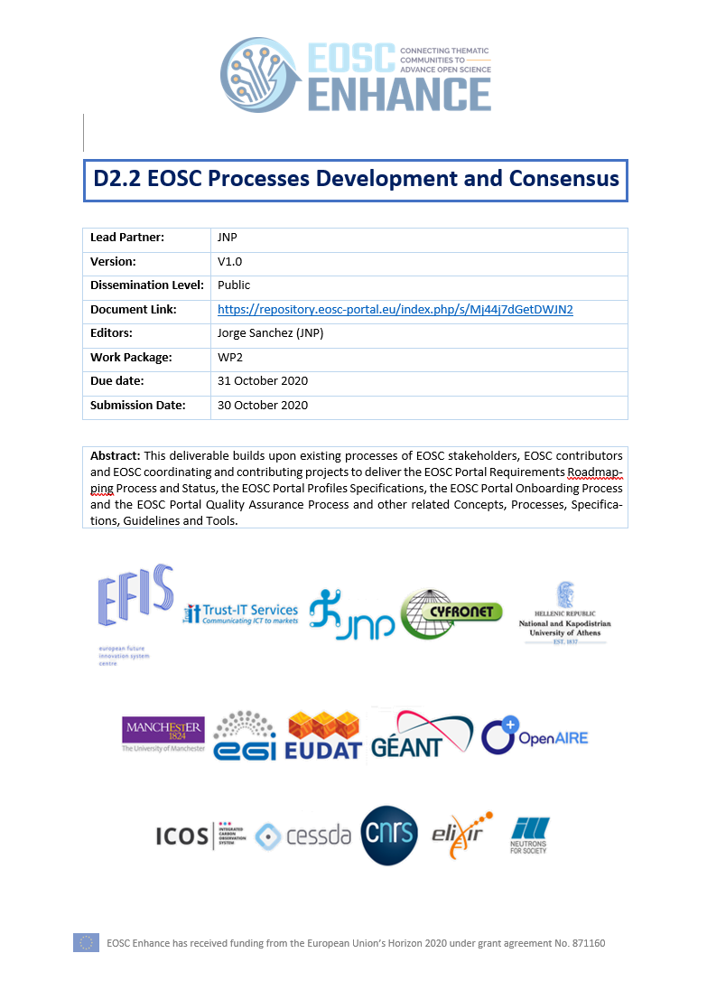 EOSC ENHANCE
CONNECTING THEMATIC
COMMUNITIES TO
ADVANCE OPEN SCIENCE
D2.2 EOSC Processes Development and Consensus
Lead Partner: JNP
Version: V1.0
Dissemination Level: Public
Document Link: https://repository.eosc-portal.eu/index.php/s/Mj44j7dGetDWJN2
Editors: Jorge Sanchez (JNP)
Work Package: WP2
Due date: 31 October 2020
Submission Date: 30 October 2020
Abstract: This deliverable builds upon existing processes of EOSC stakeholders, EOSC contributors
and EOSC coordinating and contributing projects to deliver the EOSC Portal Requirements Roadmap-
ping Process and Status, the EOSC Portal Profiles Specifications, the EOSC Portal Onboarding Process
and the EOSC Portal Quality Assurance Process and other related Concepts, Processes, Specifica-
tions, Guidelines and Tools.
EFIS
european future
innovation system
centre
Trust-IT it Trust-IT Services
Communicating ICT to markets
JNP
CYFRONET
HELLENIC REPUBLIC
National and Kapodistrian
University of Athens
EST. 1837
MANCHESTER
1824
The University of Manchester
eGI
EUDAT
GÉANT
OpenAIRE
ICOS
INTEGRATED
CARBON
OBSERVATION
SYSTEM
cessda
cnrs
elixir
ill
NEUTRONS
FOR SOCIETY
EOSC Enhance has received funding from the European Union’s Horizon 2020 under grant agreement No. 871160